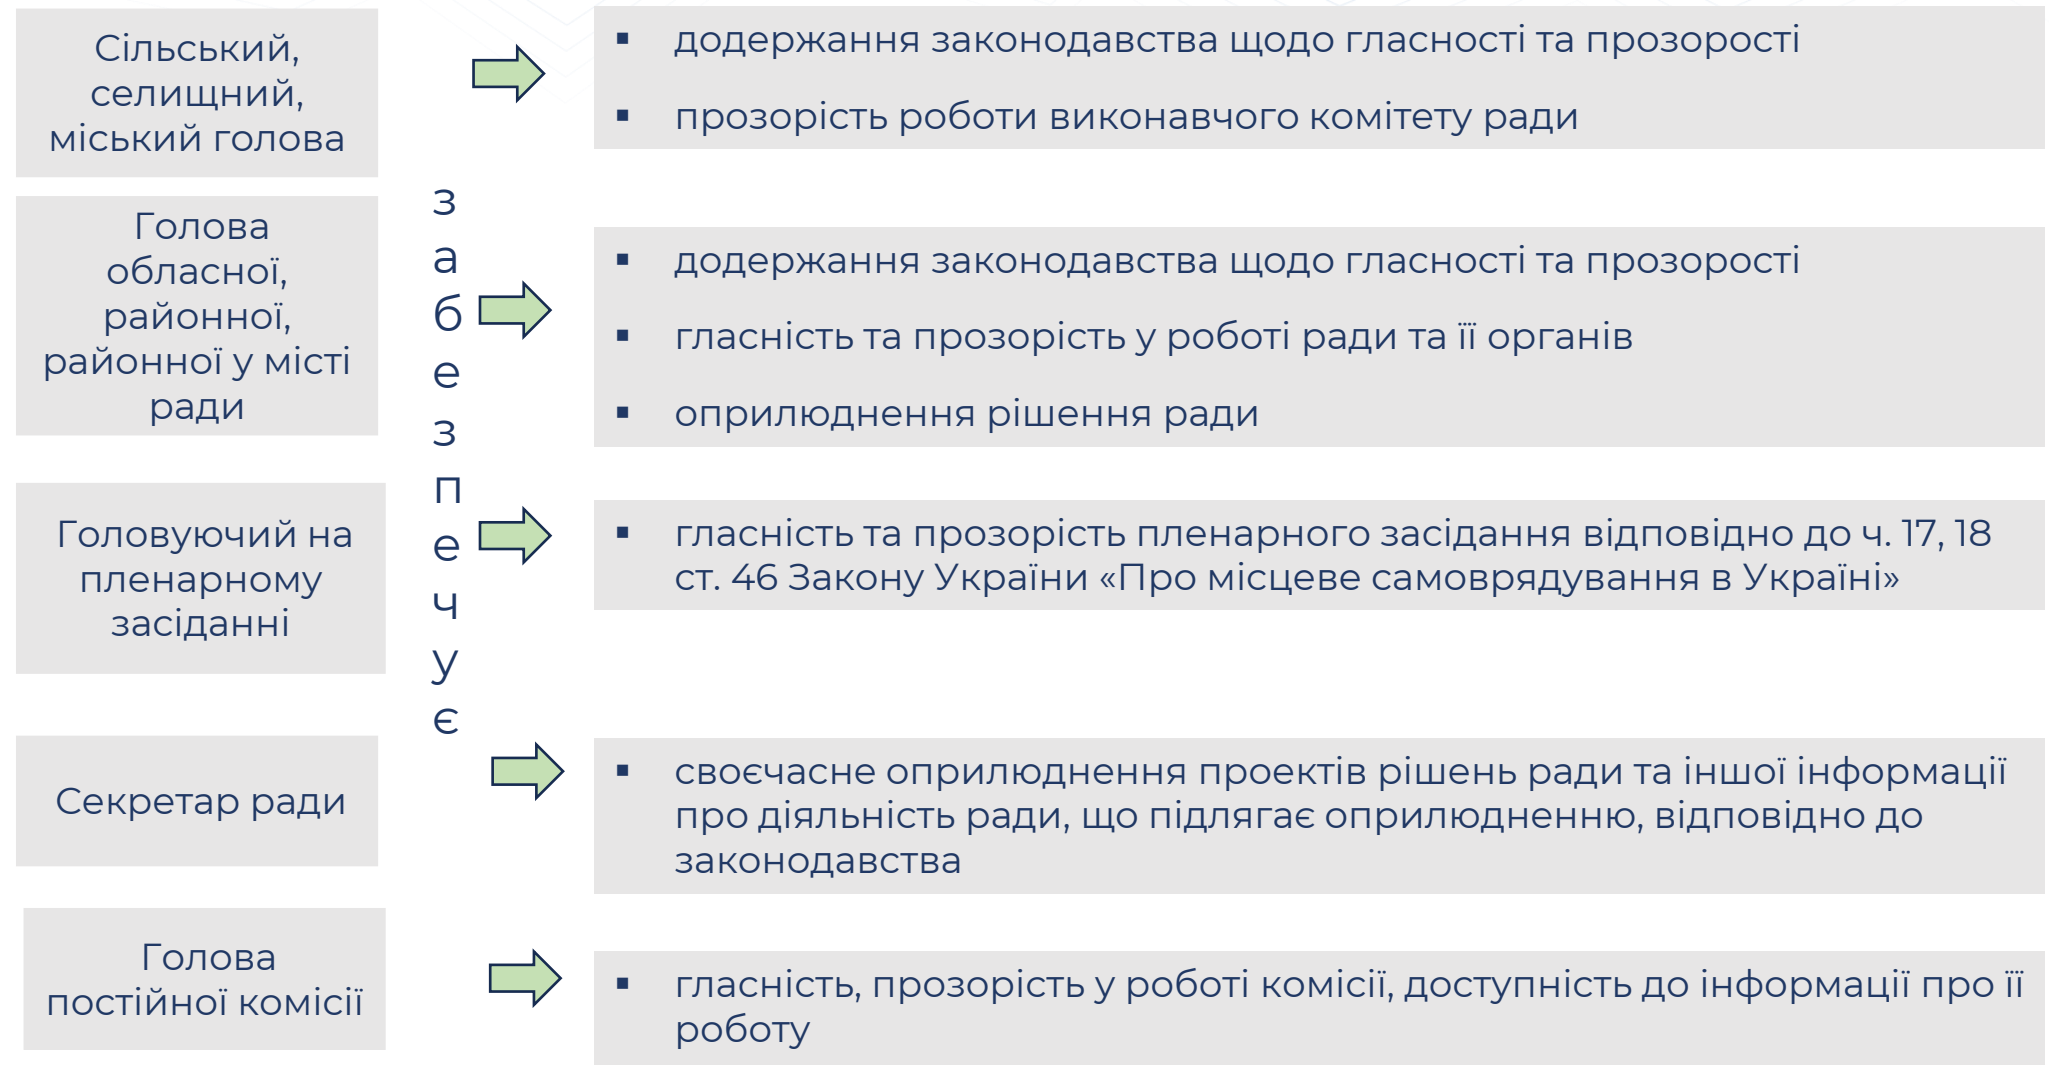 Сільський,
селищний,
міський голова
▪ додержання законодавства щодо гласності та прозорості
▪ прозорість роботи виконавчого комітету ради
забезпечує
Голова
обласної,
районної,
районної у місті
ради
▪ додержання законодавства щодо гласності та прозорості
▪ гласність та прозорість у роботі ради та її органів
▪ оприлюднення рішення ради
Головуючий на
пленарному
засіданні
▪ гласність та прозорість пленарного засідання відповідно до ч. 17, 18
ст. 46 Закону України «Про місцеве самоврядування в Україні»
Секретар ради
▪ своєчасне оприлюднення проектів рішень ради та іншої інформації
про діяльність ради, що підлягає оприлюдненню, відповідно до
законодавства
Голова
постійної комісії
▪ гласність, прозорість у роботі комісії, доступність до інформації про її
роботу